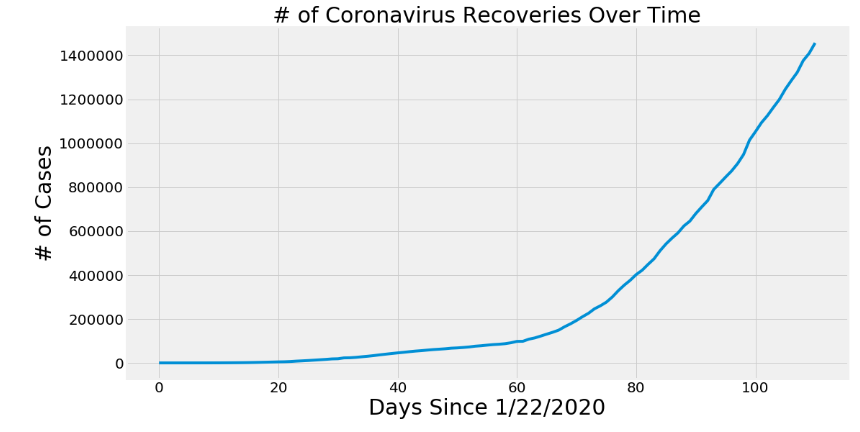 # of Coronavirus Recoveries Over Time
# of Cases
1400000
1200000
1000000
800000
600000
400000
200000
0
0 20 40 60 80 100
Days Since 1/22/2020